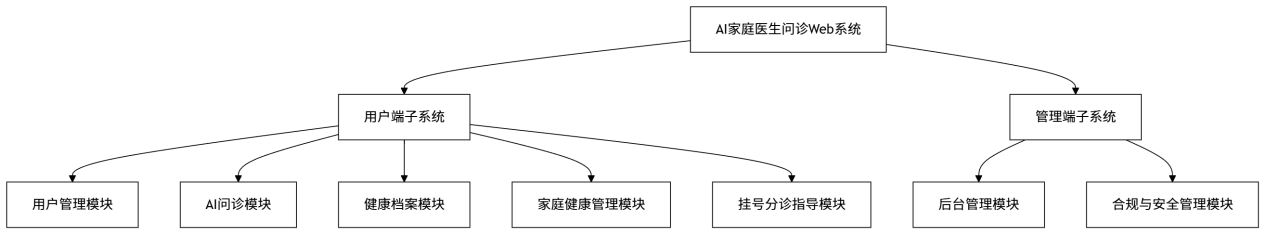 AI家庭医生问诊Web系统
用户端子系统
管理端子系统
用户管理模块
AI问诊模块
健康档案模块
家庭健康管理模块
挂号分诊指导模块
后台管理模块
合规与安全管理模块